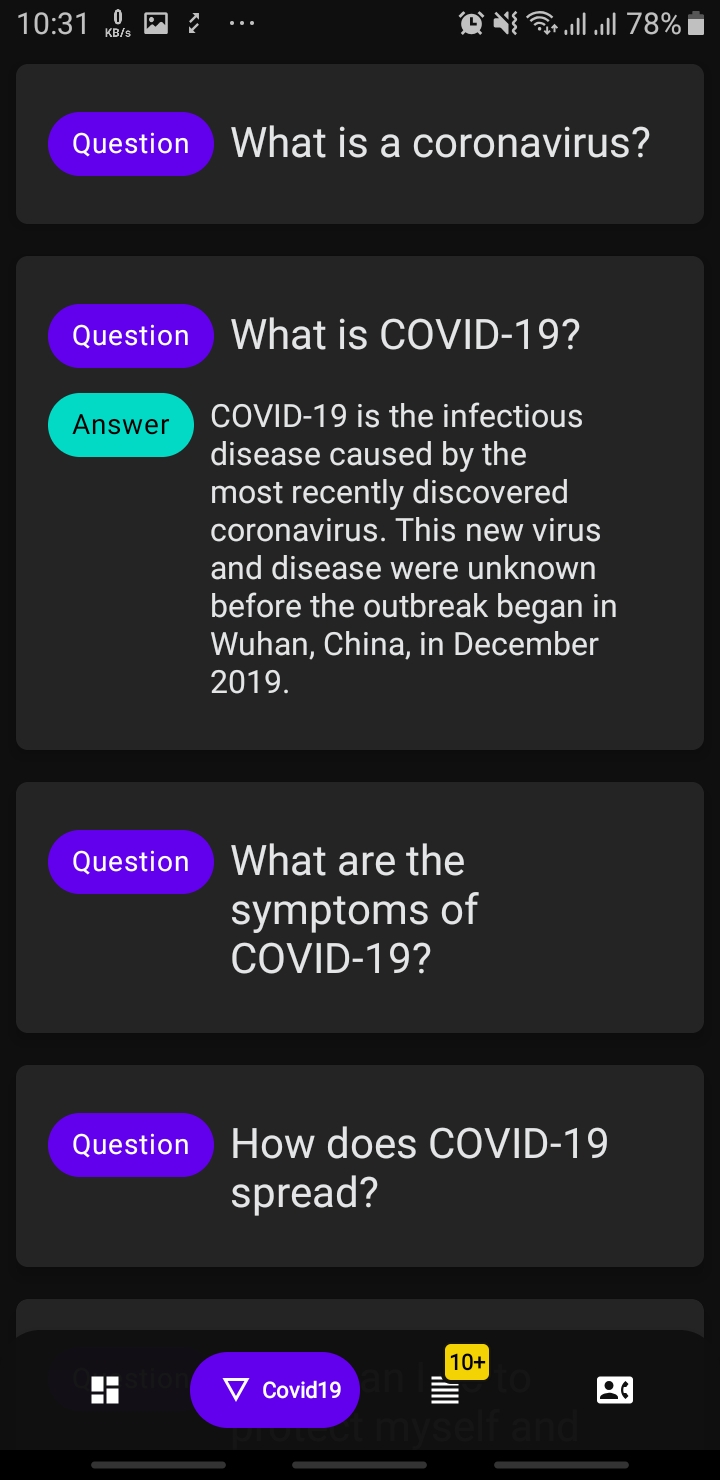 10:31 0 KB/s ... 78%
Question What is a coronavirus?
Question What is COVID-19?
Answer COVID-19 is the infectious
disease caused by the
most recently discovered
coronavirus. This new virus
and disease were unknown
before the outbreak began in
Wuhan, China, in December
2019.
Question What are the
symptoms of
COVID-19?
Question How does COVID-19
spread?
Question an I to
protect myself and
Covid19
10+